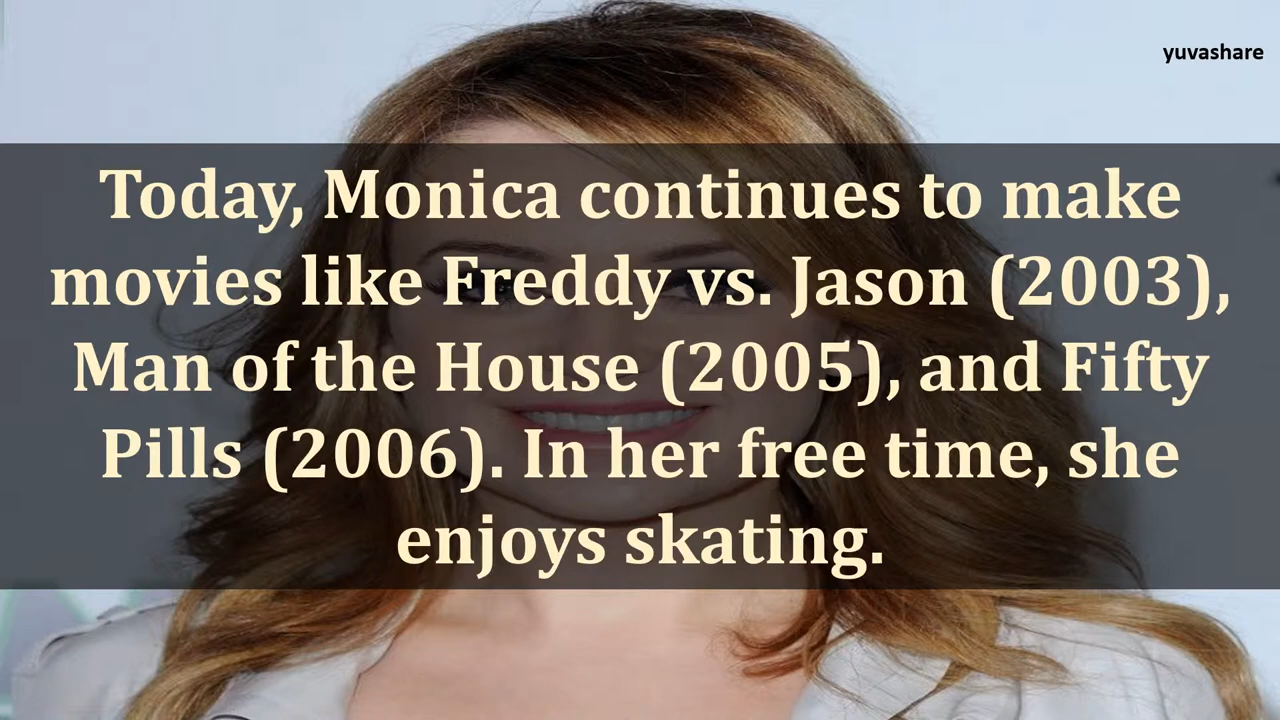 yuvashare
Today, Monica continues to make
movies like Freddy vs. Jason (2003),
Man of the House (2005), and Fifty
Pills (2006). In her free time, she
enjoys skating.